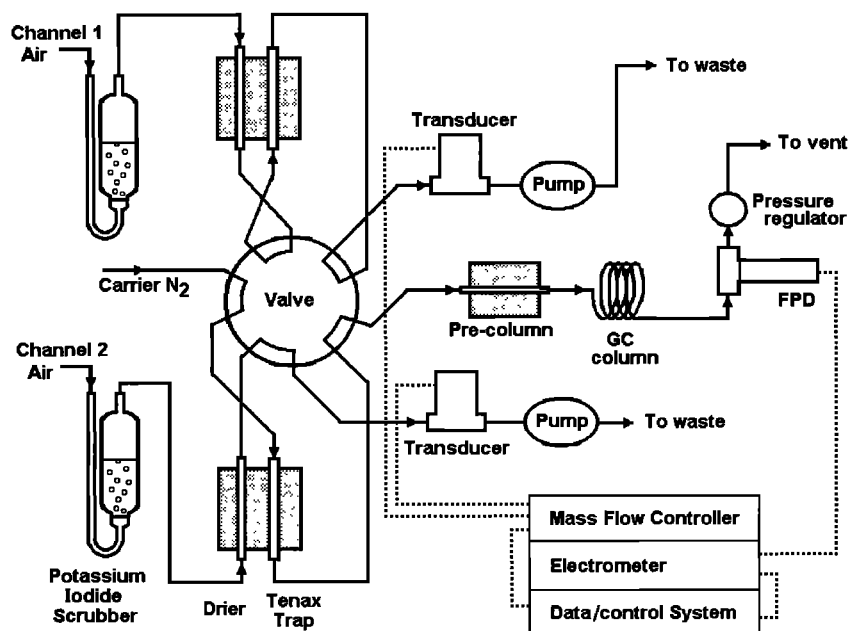 Channel 1
Air
To waste
Transducer
Pump
To vent
Pressure
regulator
Carrier N2
Valve
Pre-column
GC
column
FPD
Channel 2
Air
Transducer
Pump
To waste
Mass Flow Controller
Electrometer
Data/control System
Potassium
Iodide
Scrubber
Drier
Tenax
Trap